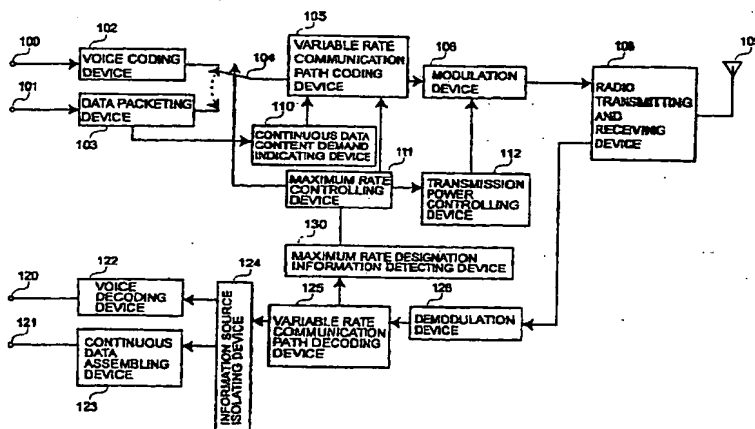 100
102
VOICE CODING
DEVICE
104
105
VARIABLE RATE
COMMUNICATION
PATH CODING
DEVICE
106
MODULATION
DEVICE
108
RADIO
TRANSMITTING
AND
RECEIVING
DEVICE
101
DATA PACKETING
DEVICE
103
110
CONTINUOUS DATA
CONTENT DEMAND
INDICATING DEVICE
111
MAXIMUM RATE
CONTROLLING
DEVICE
112
TRANSMISSION
POWER
CONTROLLING
DEVICE
130
MAXIMUM RATE DESIGNATION
INFORMATION DETECTING DEVICE
120
122
VOICE
DECODING
DEVICE
124
INFORMATION SOURCE
ISOLATING DEVICE
125
VARIABLE RATE
COMMUNICATION
PATH DECODING
DEVICE
126
DEMODULATION
DEVICE
121
CONTINUOUS
DATA
ASSEMBLING
DEVICE
123